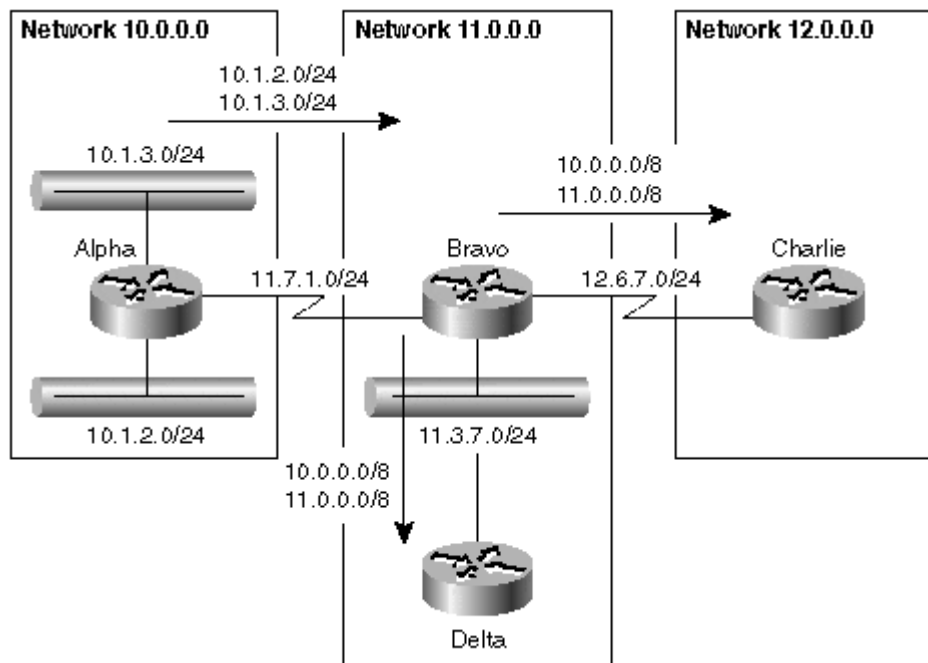 Network 10.0.0.0
Network 11.0.0.0
Network 12.0.0.0
10.1.2.0/24
10.1.3.0/24
10.1.3.0/24
10.0.0.0/8
11.0.0.0/8
Alpha
Bravo
Charlie
11.7.1.0/24
12.6.7.0/24
10.1.2.0/24
11.3.7.0/24
10.0.0.0/8
11.0.0.0/8
Delta